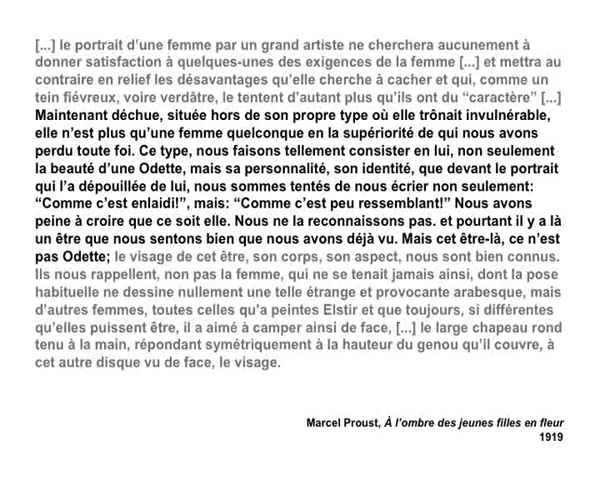 [...] le portrait d'une femme par un grand artiste ne cherchera aucunement à
donner satisfaction à quelques-unes des exigences de la femme [...] et mettra au
contraire en relief les désavantages qu'elle cherche à cacher et qui, comme un
tein fiévreux, voire verdâtre, le tentent d'autant plus qu'ils ont du “caractère” [...]
Maintenant déchue, située hors de son propre type où elle trônait invulnérable,
elle n'est plus qu'une femme quelconque en la supériorité de qui nous avons
perdu toute foi. Ce type, nous faisons tellement consister en lui, non seulement
la beauté d'une Odette, mais sa personnalité, son identité, que devant le portrait
qui l'a dépouillée de lui, nous sommes tentés de nous écrier non seulement:
“Comme c'est enlaidi!”, mais: “Comme c'est peu ressemblant!” Nous avons
peine à croire que ce soit elle. Nous ne la reconnaissons pas. et pourtant il y a là
un être que nous sentons bien que nous avons déjà vu. Mais cet être-là, ce n'est
pas Odette; le visage de cet être, son corps, son aspect, nous sont bien connus.
Ils nous rappellent, non pas la femme, qui ne se tenait jamais ainsi, dont la pose
habituelle ne dessine nullement une telle étrange et provocante arabesque, mais
d'autres femmes, toutes celles qu'a peintes Elstir et que toujours, si différentes
qu'elles puissent être, il a aimé à camper ainsi de face, [...] le large chapeau rond
tenu à la main, répondant symétriquement à la hauteur du genou qu'il couvre, à
cet autre disque vu de face, le visage.
Marcel Proust, À l'ombre des jeunes filles en fleur
1919